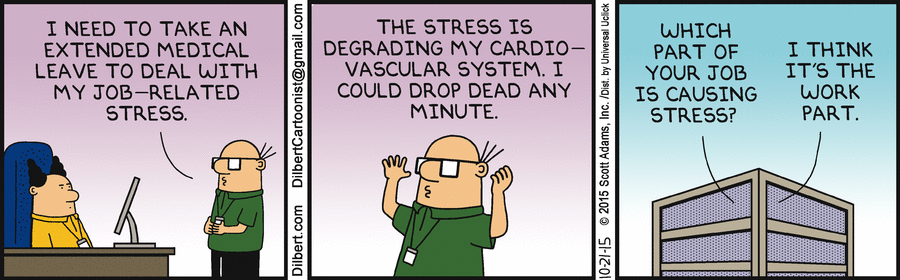 I NEED TO TAKE AN
EXTENDED MEDICAL
LEAVE TO DEAL WITH
MY JOB–RELATED
STRESS.
Dilbert.com DilbertCartoonist@gmail.com
THE STRESS IS
DEGRADING MY CARDIO–
VASCULAR SYSTEM. I
COULD DROP DEAD ANY
MINUTE.
10-21-15 © 2015 Scott Adams, Inc. /Dist. by Universal Uclick
WHICH
PART OF
YOUR JOB
IS CAUSING
STRESS?
I THINK
IT'S THE
WORK
PART.